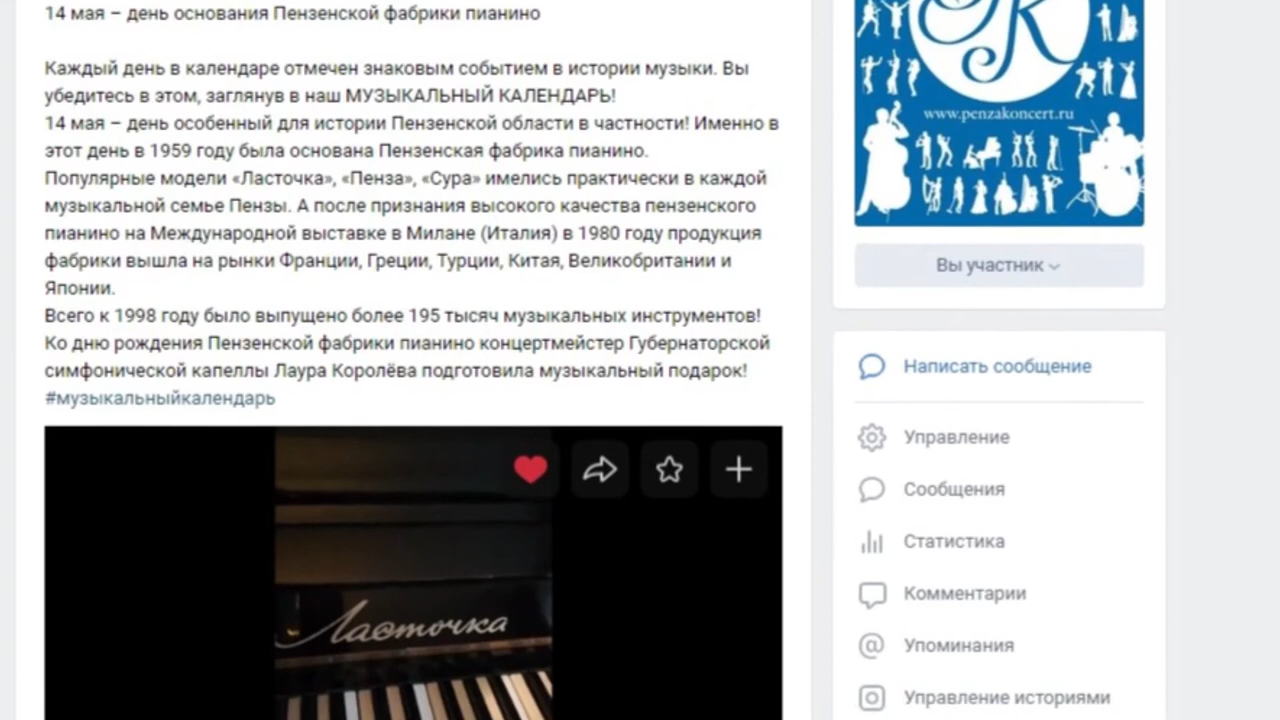 14 мая – день основания Пензенской фабрики пианино
Каждый день в календаре отмечен знаковым событием в истории музыки. Вы
убедитесь в этом, заглянув в наш МУЗЫКАЛЬНЫЙ КАЛЕНДАРЬ!
14 мая – день особенный для истории Пензенской области в частности! Именно в
этот день в 1959 году была основана Пензенская фабрика пианино.
Популярные модели «Ласточка», «Пенза», «Сура» имелись практически в каждой
музыкальной семье Пензы. А после признания высокого качества пензенского
пианино на Международной выставке в Милане (Италия) в 1980 году продукция
фабрики вышла на рынки Франции, Греции, Турции, Китая, Великобритании и
Японии.
Всего к 1998 году было выпущено более 195 тысяч музыкальных инструментов!
Ко дню рождения Пензенской фабрики пианино концертмейстер Губернаторской
симфонической капеллы Лаура Королёва подготовила музыкальный подарок!
#музыкальныйкалендарь
Ласточка
www.penzakoncert.ru
Вы участник
Написать сообщение
Управление
Сообщения
Статистика
Комментарии
Упоминания
Управление историями